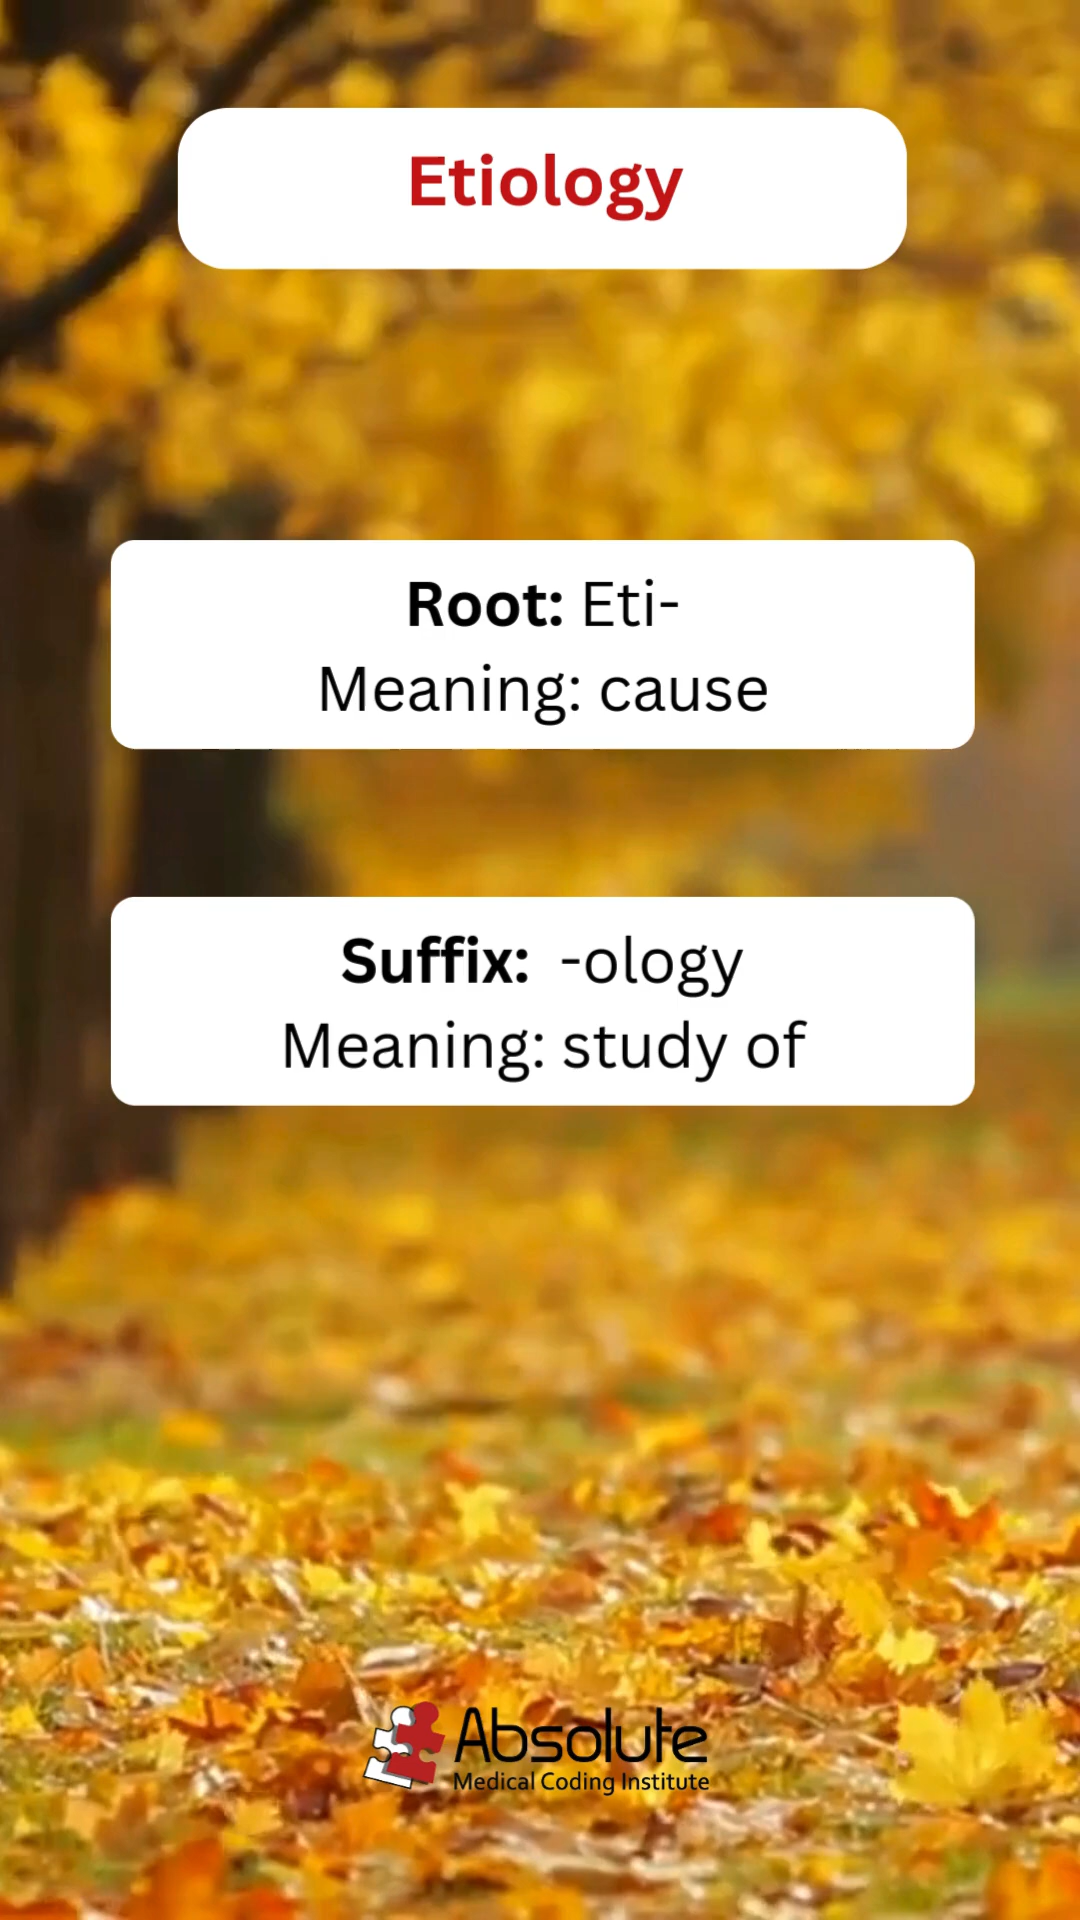 Etiology
Root: Eti-
Meaning: cause
Suffix: -ology
Meaning: study of
Absolute
Medical Coding Institute